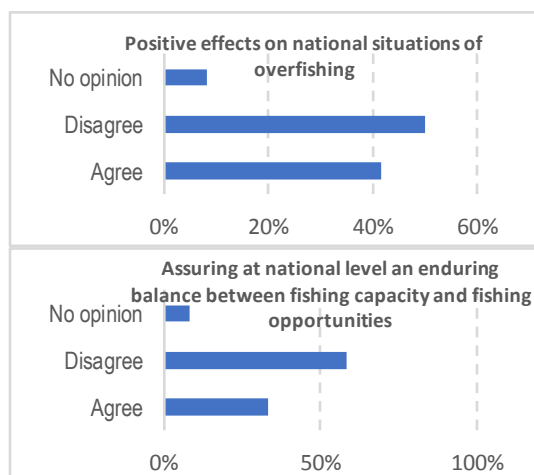 Positive effects on national situations of
overfishing
No opinion
Disagree
Agree
0% 20% 40% 60%
Assuring at national level an enduring
balance between fishing capacity and fishing
opportunities
No opinion
Disagree
Agree
0% 50% 100%